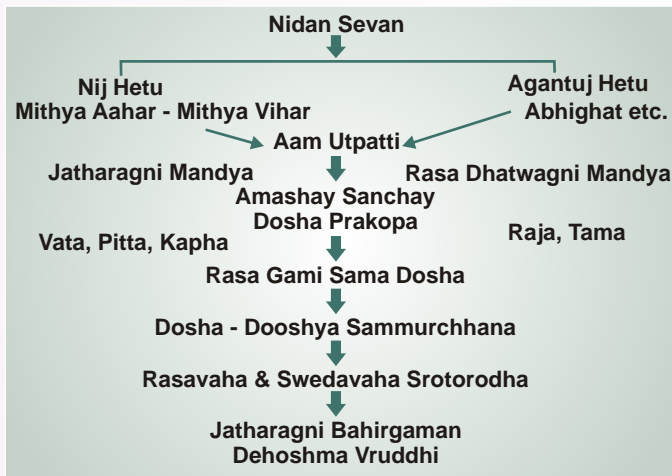 Nidan Sevan
Nij Hetu
Mithya Aahar - Mithya Vihar
Agantuj Hetu
Abhighat etc.
Aam Utpatti
Jatharagni Mandya
Rasa Dhatwagni Mandya
Amashay Sanchay
Dosha Prakopa
Vata, Pitta, Kapha
Raja, Tama
Rasa Gami Sama Dosha
Dosha - Dooshya Sammurchhana
Rasavaha & Swedavaha Srotorodha
Jatharagni Bahirgaman
Dehoshma Vruddhi